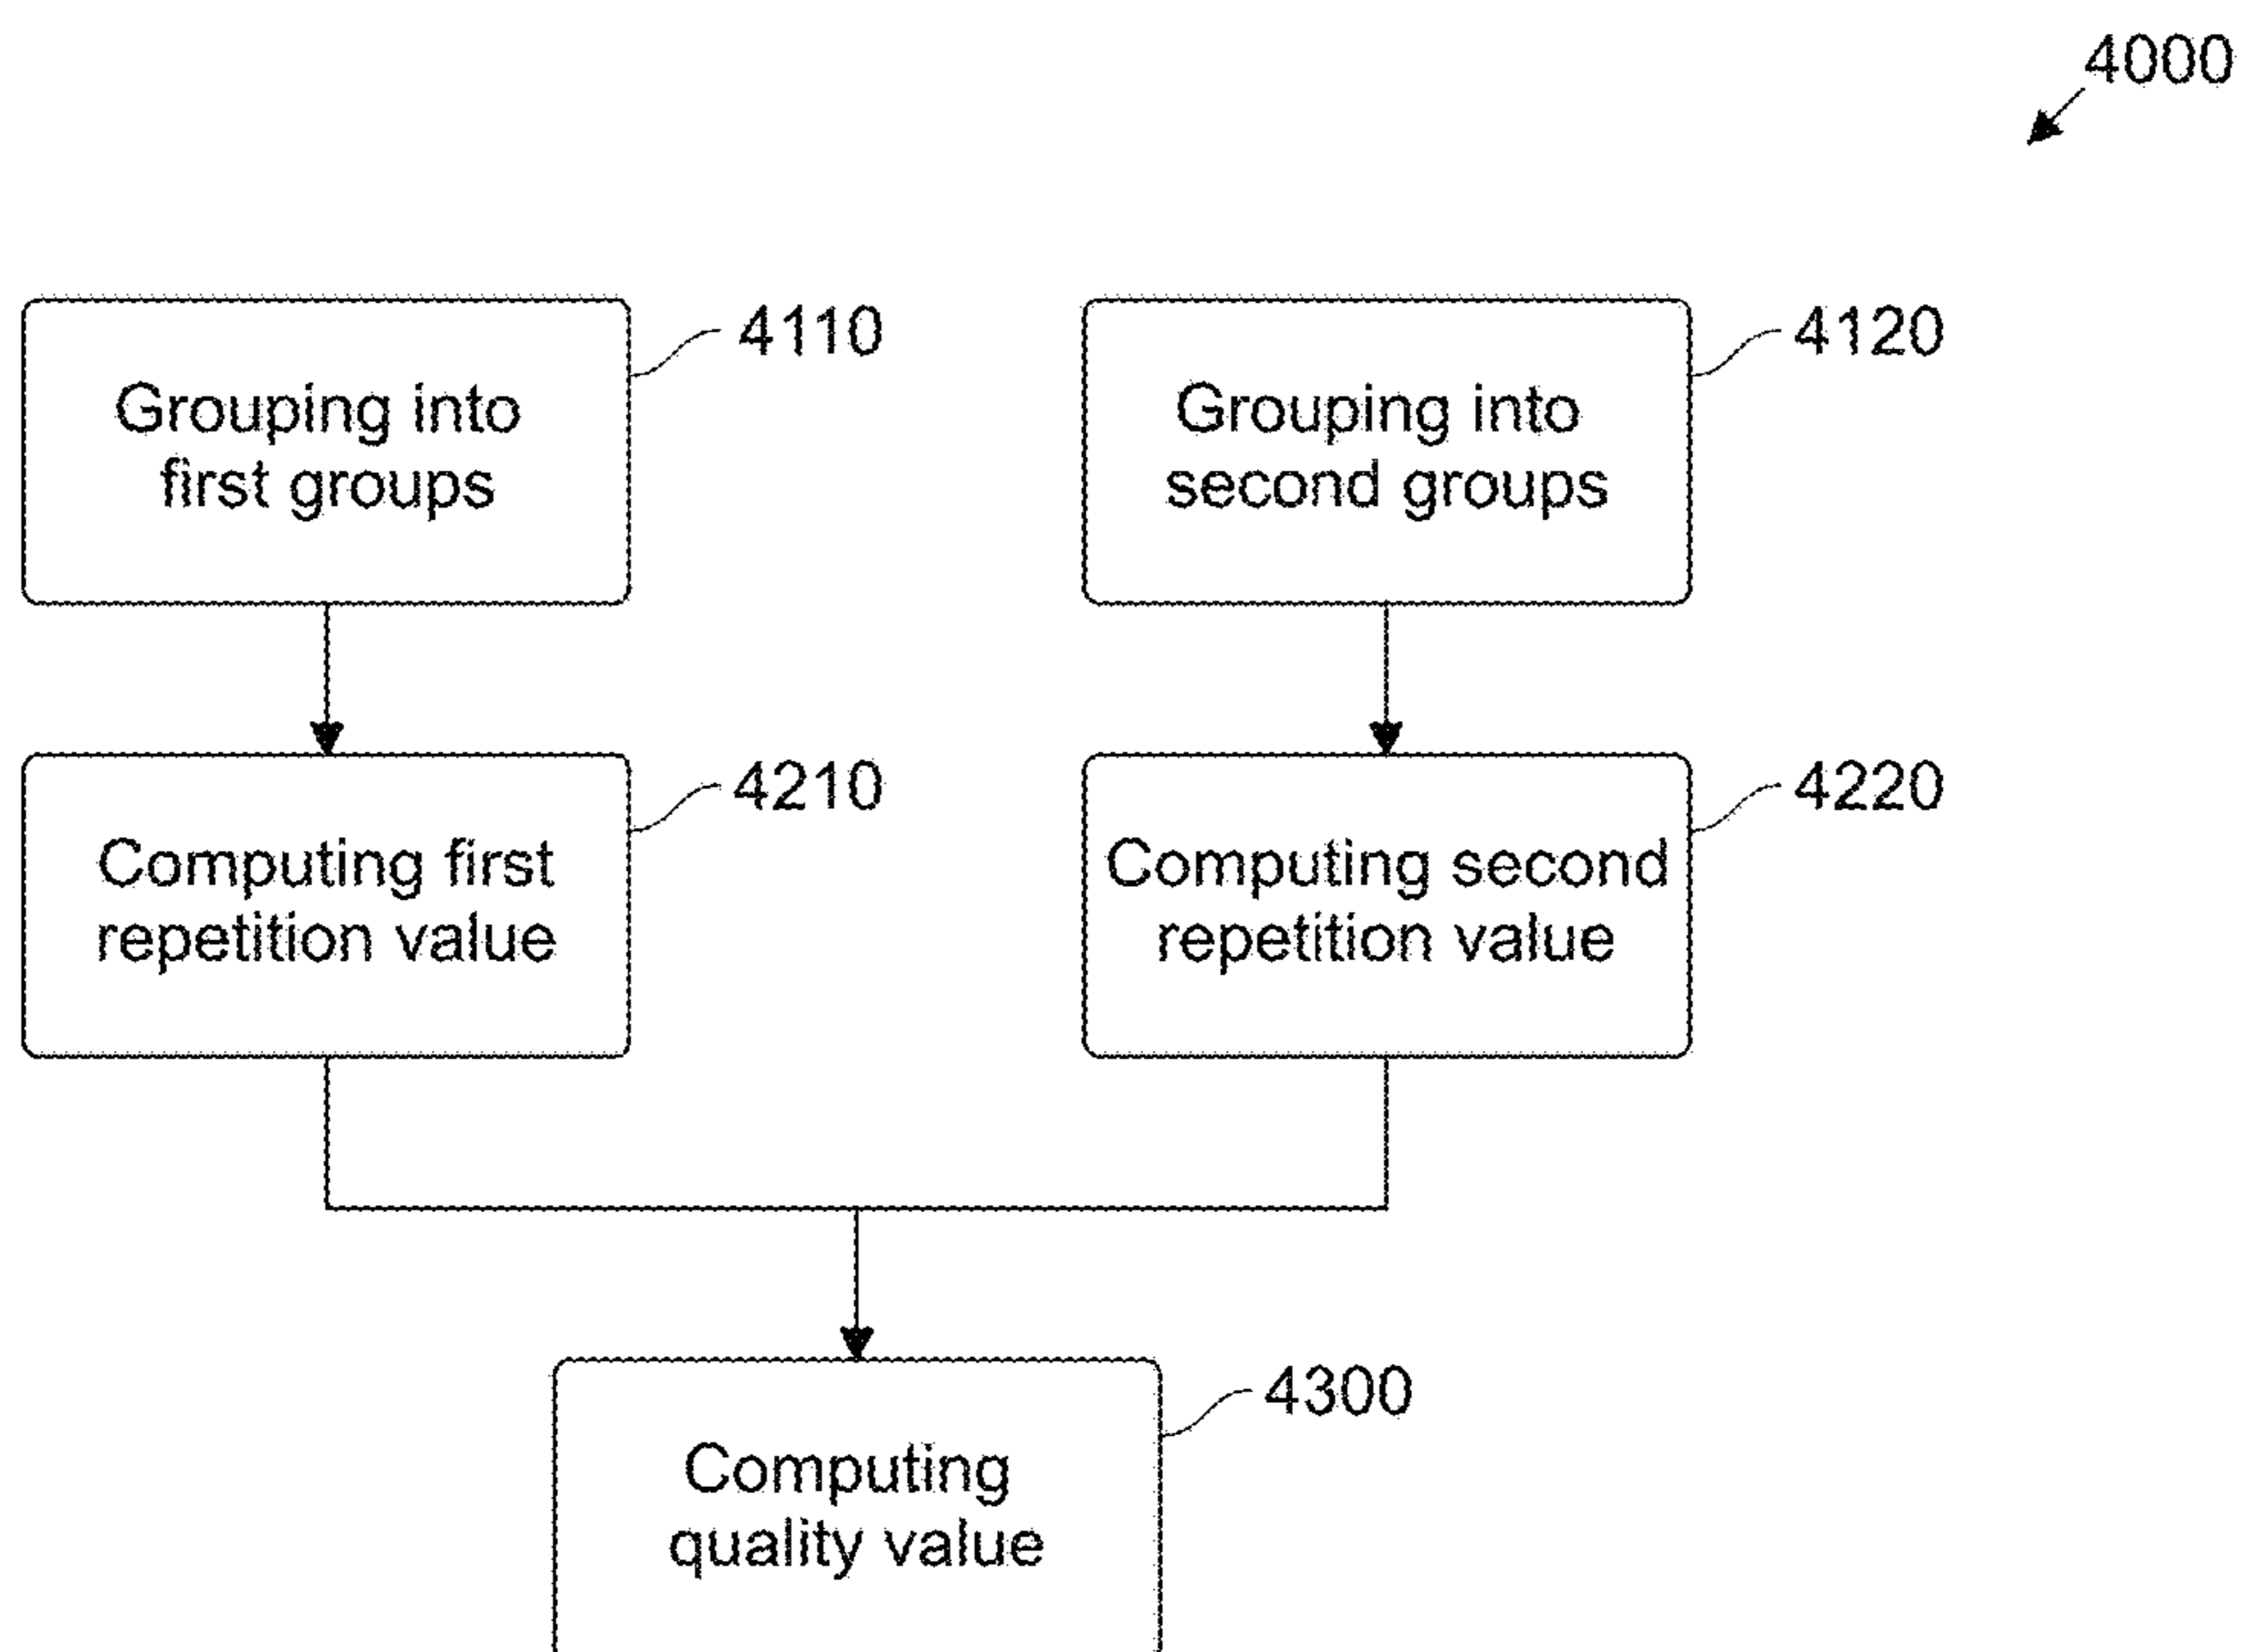 4000
4110
Grouping into
first groups
4120
Grouping into
second groups
4210
Computing first
repetition value
4220
Computing second
repetition value
4300
Computing
quality value